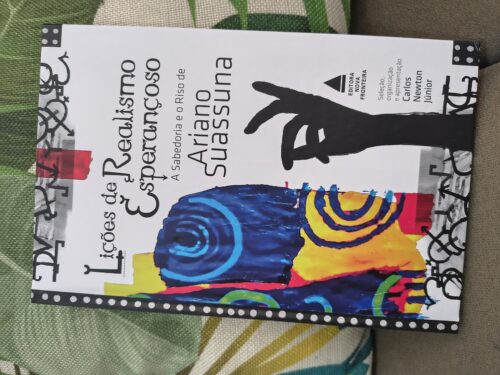 Lições de Realismo
Esperançoso
A Sabedoria e o Riso de
Ariano
Suassuna
EDITORA
NOVA
FRONTEIRA
Seleção,
organização
e apresentação
Carlos
Newton
Júnior